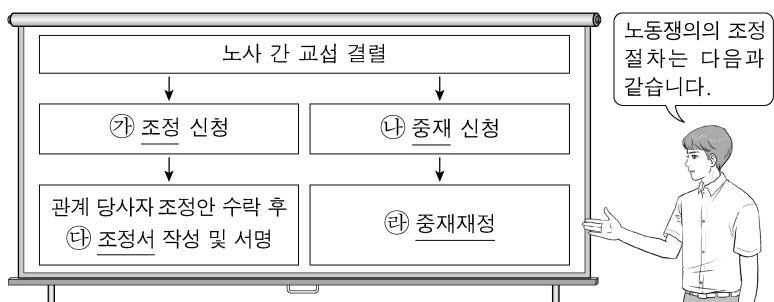 노사 간 교섭 결렬
㉮ 조정 신청
㉯ 중재 신청
관계 당사자 조정안 수락 후
㉰ 조정서 작성 및 서명
㉱ 중재재정
노동쟁의의 조정
절차는 다음과
같습니다.